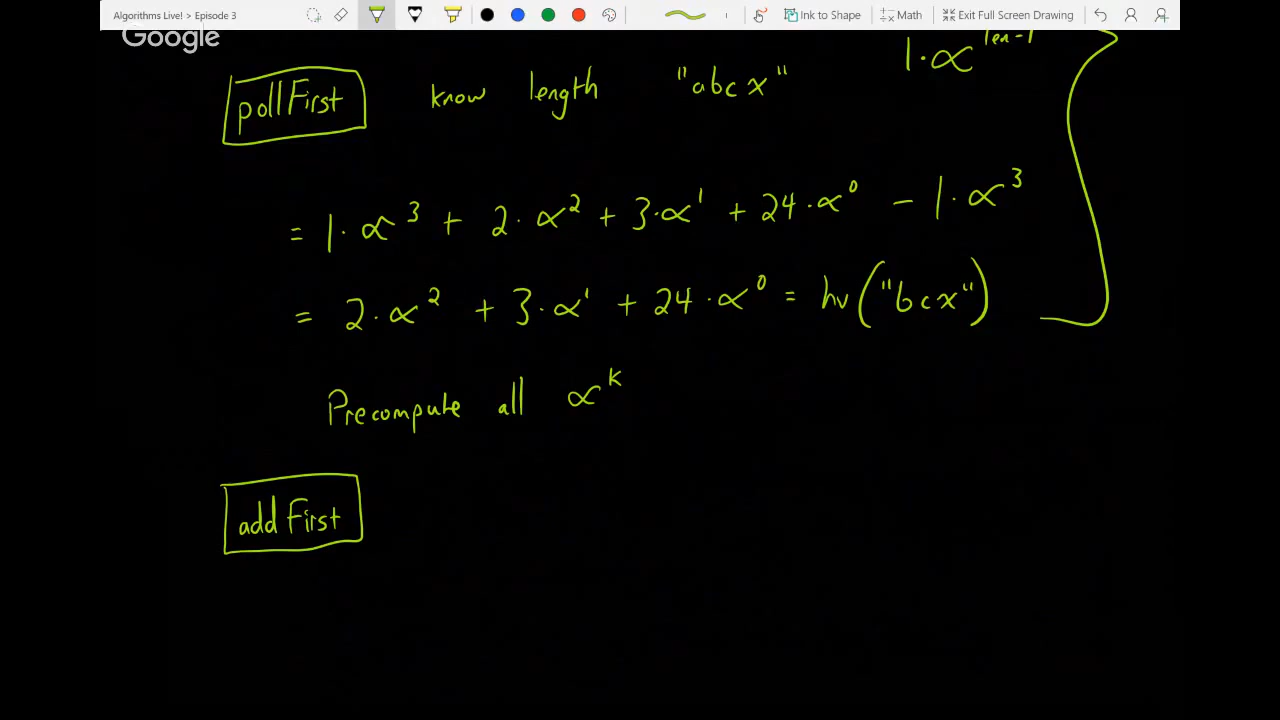 Algorithms Live! > Episode 3
Ink to Shape
Math
Exit Full Screen Drawing
Google
1·α^len-1
pollFirst know length "abcx"
= 1·α^3 + 2·α^2 + 3·α^1 + 24·α^0 - 1·α^3
= 2·α^2 + 3·α^1 + 24·α^0 = hv("bcx")
Precompute all α^k
addFirst